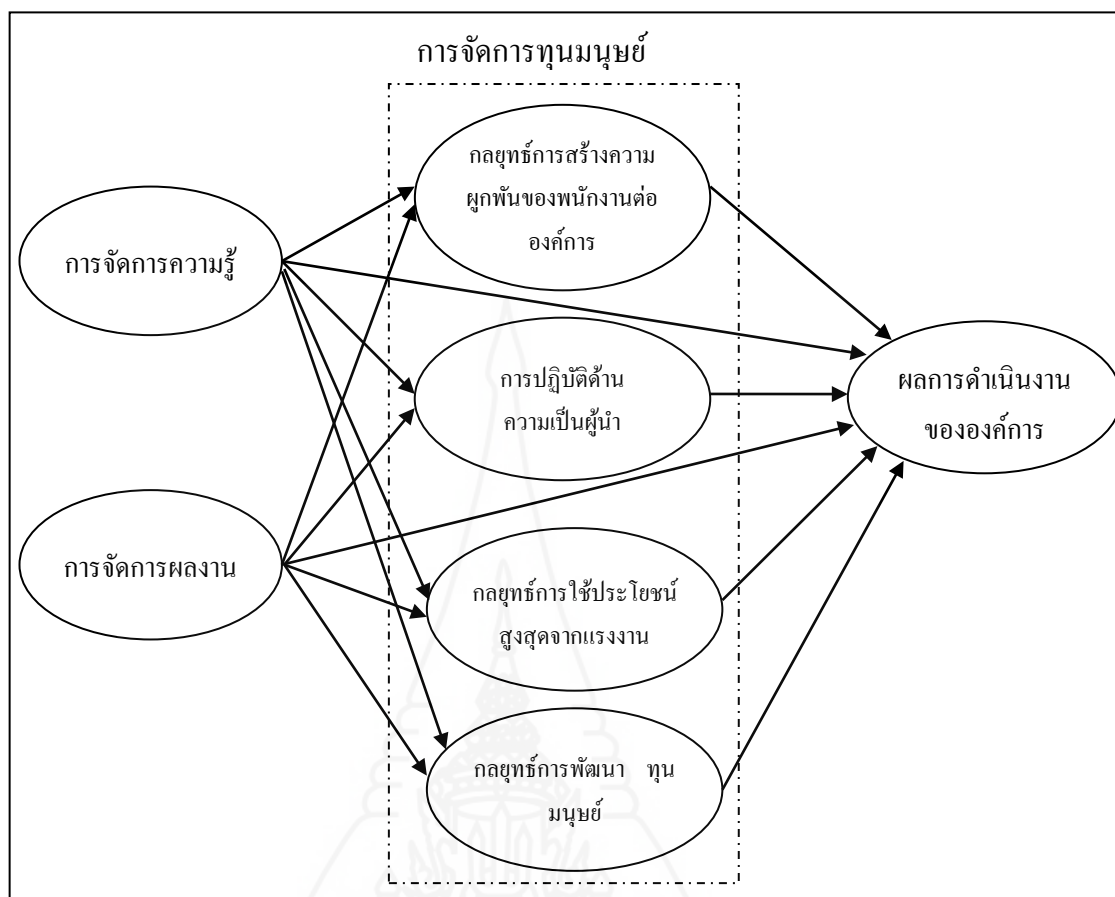 การจัดการทุนมนุษย์
กลยุทธ์การสร้างความ
ผูกพันของพนักงานต่อ
องค์การ
การจัดการความรู้
การปฏิบัติด้าน
ความเป็นผู้นำ
ผลการดำเนินงาน
ขององค์การ
การจัดการผลงาน
กลยุทธ์การใช้ประโยชน์
สูงสุดจากแรงงาน
กลยุทธ์การพัฒนา ทุน
มนุษย์